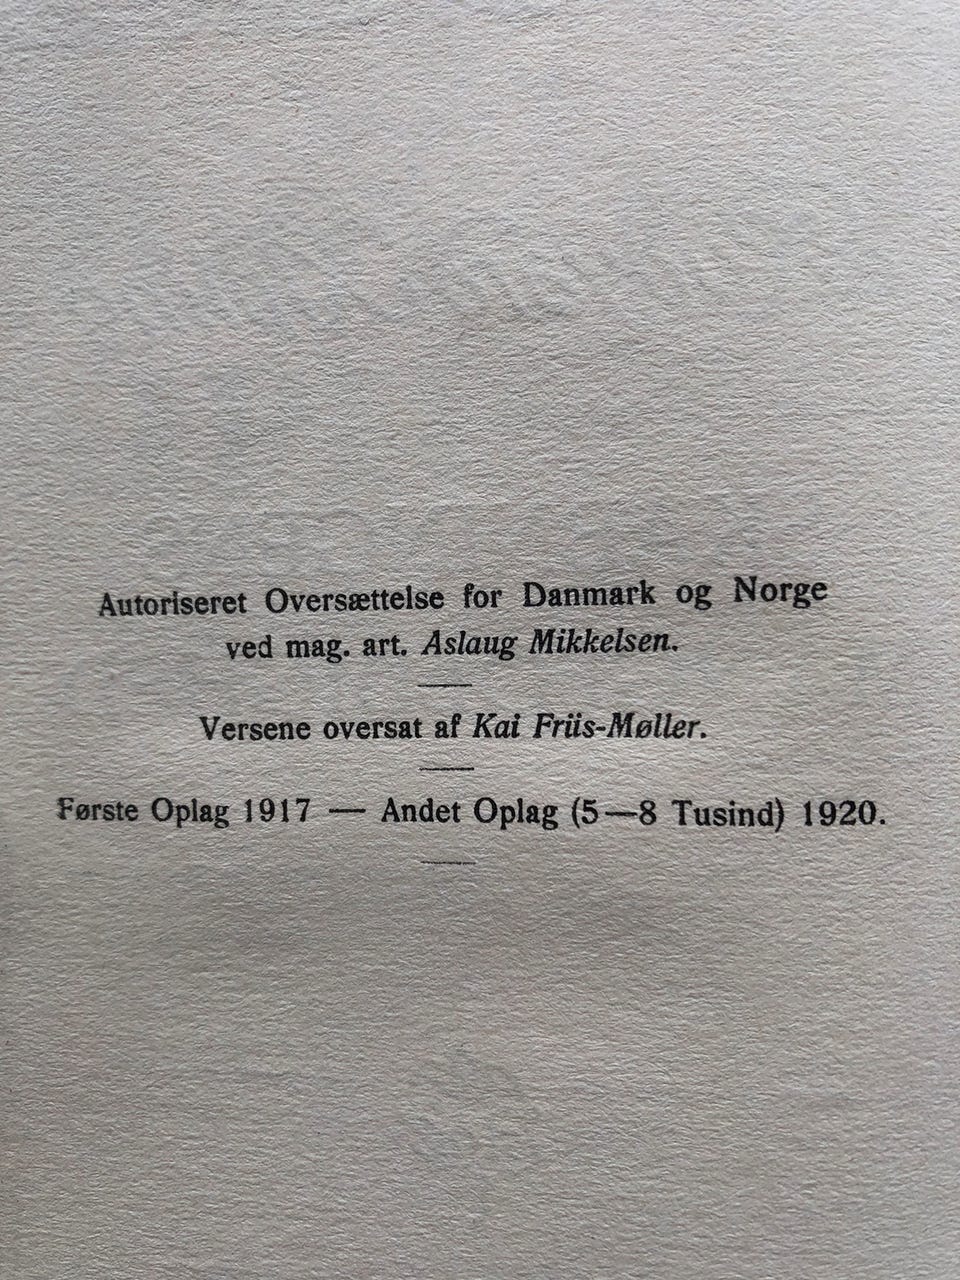 Autoriseret Oversættelse for Danmark og Norge
ved mag. art. Aslaug Mikkelsen.
Versene oversat af Kai Friis-Møller.
Første Oplag 1917 — Andet Oplag (5—8 Tusind) 1920.